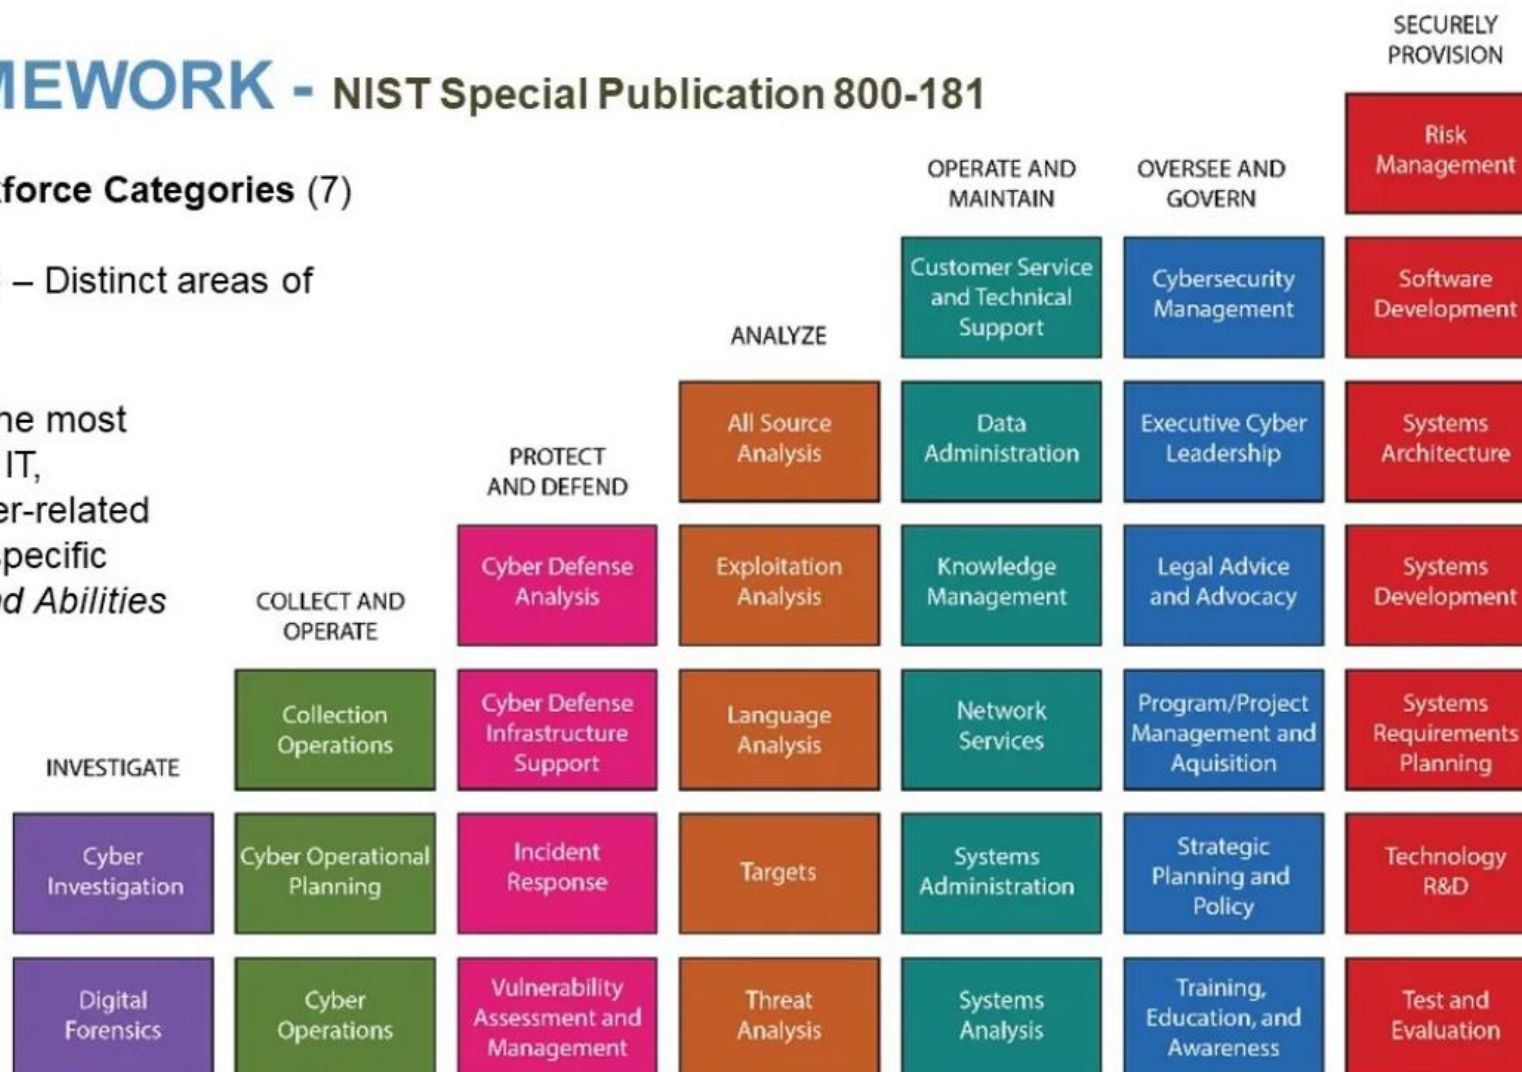 MEWORK - NIST Special Publication 800-181
kforce Categories (7)
– Distinct areas of
he most
IT,
er-related
specific
nd Abilities
INVESTIGATE
Cyber
Investigation
Digital
Forensics
COLLECT AND
OPERATE
Collection
Operations
Cyber Operational
Planning
Cyber
Operations
PROTECT
AND DEFEND
Cyber Defense
Analysis
Cyber Defense
Infrastructure
Support
Incident
Response
Vulnerability
Assessment and
Management
ANALYZE
All Source
Analysis
Exploitation
Analysis
Language
Analysis
Targets
Threat
Analysis
OPERATE AND
MAINTAIN
Customer Service
and Technical
Support
Data
Administration
Knowledge
Management
Network
Services
Systems
Administration
Systems
Analysis
OVERSEE AND
GOVERN
Cybersecurity
Management
Executive Cyber
Leadership
Legal Advice
and Advocacy
Program/Project
Management and
Aquisition
Strategic
Planning and
Policy
Training,
Education, and
Awareness
SECURELY
PROVISION
Risk
Management
Software
Development
Systems
Architecture
Systems
Development
Systems
Requirements
Planning
Technology
R&D
Test and
Evaluation